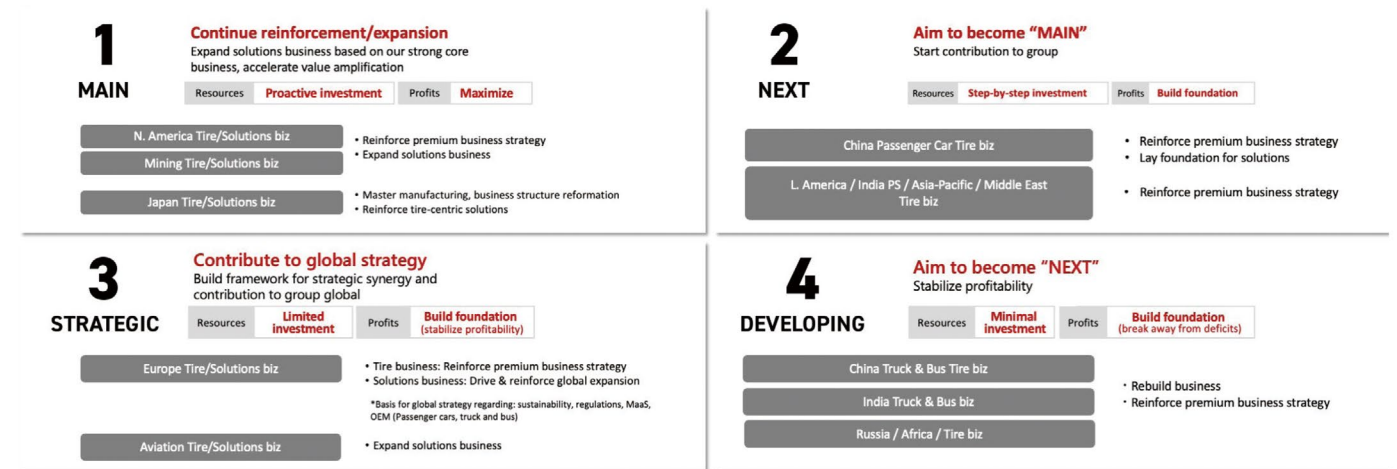 1
MAIN
Continue reinforcement/expansion
Expand solutions business based on our strong core
business, accelerate value amplification
Resources Proactive investment Profits Maximize
N. America Tire/Solutions biz
Mining Tire/Solutions biz
• Reinforce premium business strategy
• Expand solutions business
Japan Tire/Solutions biz
• Master manufacturing, business structure reformation
• Reinforce tire-centric solutions
2
NEXT
Aim to become “MAIN”
Start contribution to group
Resources Step-by-step investment Profits Build foundation
China Passenger Car Tire biz
• Reinforce premium business strategy
• Lay foundation for solutions
L. America / India PS / Asia-Pacific / Middle East
Tire biz
• Reinforce premium business strategy
3
STRATEGIC
Contribute to global strategy
Build framework for strategic synergy and
contribution to group global
Resources Limited
investment Profits Build foundation
(stabilize profitability)
Europe Tire/Solutions biz
• Tire business: Reinforce premium business strategy
• Solutions business: Drive & reinforce global expansion
*Basis for global strategy regarding: sustainability, regulations, MaaS,
OEM (Passenger cars, truck and bus)
Aviation Tire/Solutions biz
• Expand solutions business
4
DEVELOPING
Aim to become “NEXT”
Stabilize profitability
Resources Minimal
investment Profits Build foundation
(break away from deficits)
China Truck & Bus Tire biz
India Truck & Bus biz
Russia / Africa / Tire biz
・ Rebuild business
・ Reinforce premium business strategy